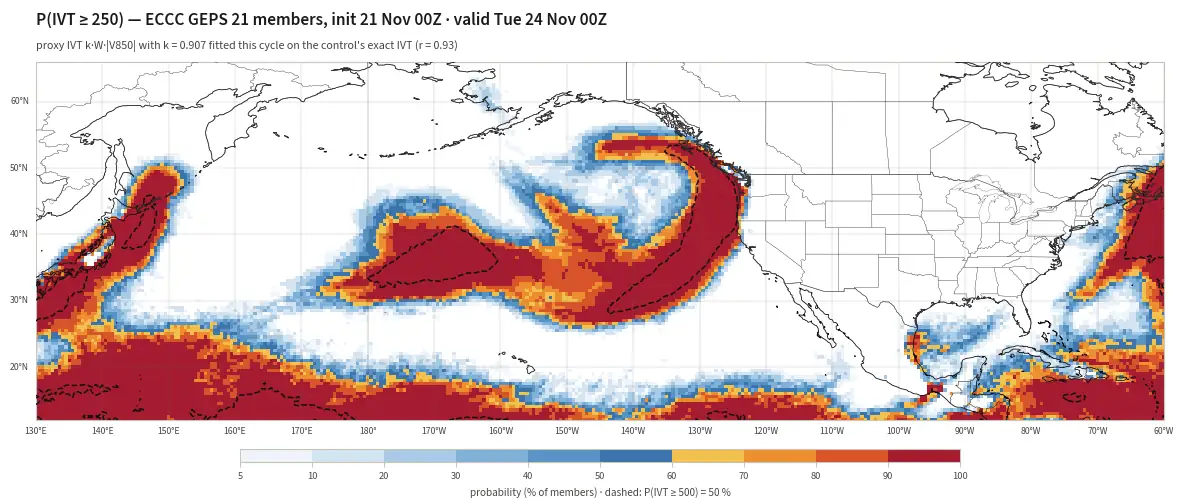 P(IVT ≥ 250) — ECCC GEPS 21 members, init 21 Nov 00Z · valid Tue 24 Nov 00Z
proxy IVT k·W·|V850| with k = 0.907 fitted this cycle on the control's exact IVT (r = 0.93)
60°N
50°N
40°N
30°N
20°N
130°E 140°E 150°E 160°E 170°E 180° 170°W 160°W 150°W 140°W 130°W 120°W 110°W 100°W 90°W 80°W 70°W 60°W
5 10 20 30 40 50 60 70 80 90 100
probability (% of members) · dashed: P(IVT ≥ 500) = 50 %